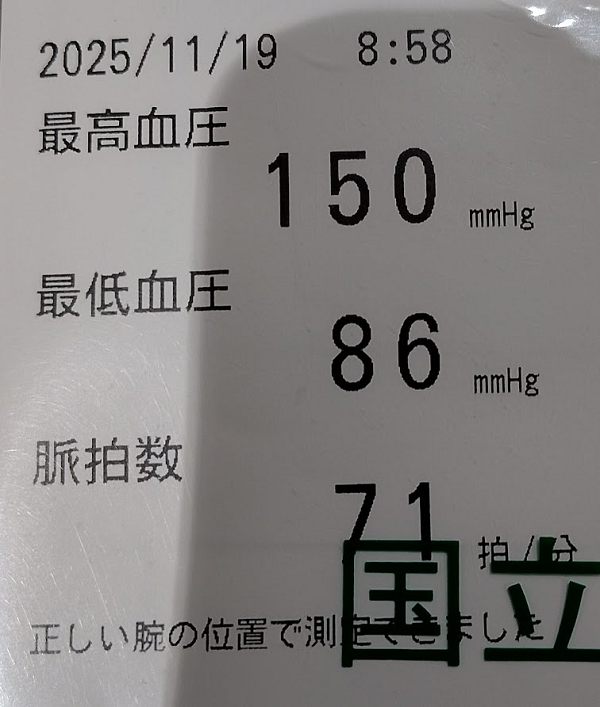 2025/11/19 8:58
最高血圧
150 mmHg
最低血圧
86 mmHg
脈拍数
71 拍/分
国立
正しい腕の位置で測定できました